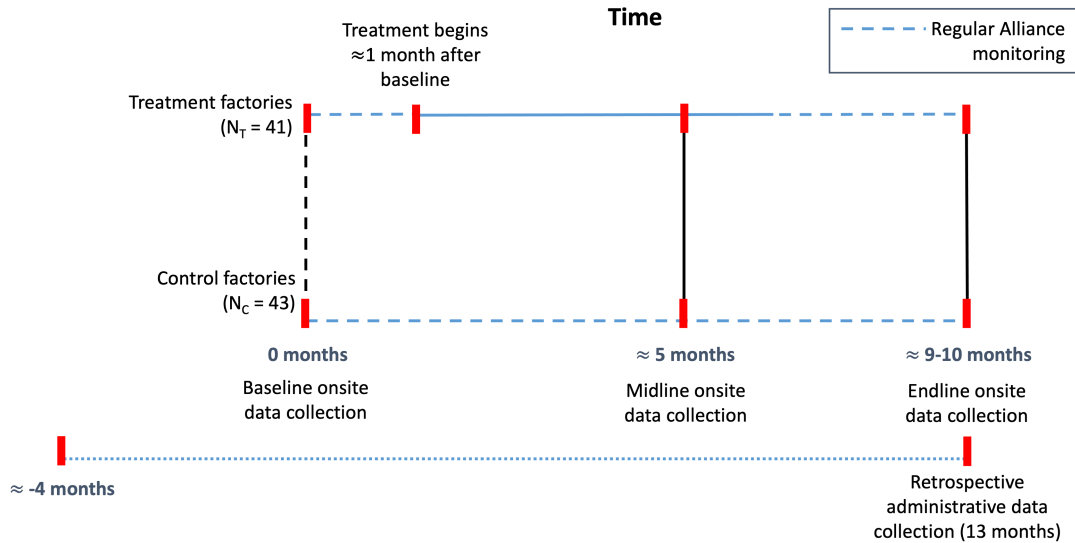 Time
Regular Alliance
monitoring
Treatment begins
≈1 month after
baseline
Treatment factories
(N_T = 41)
Control factories
(N_C = 43)
0 months
≈ 5 months
≈ 9-10 months
Baseline onsite
data collection
Midline onsite
data collection
Endline onsite
data collection
≈ -4 months
Retrospective
administrative data
collection (13 months)